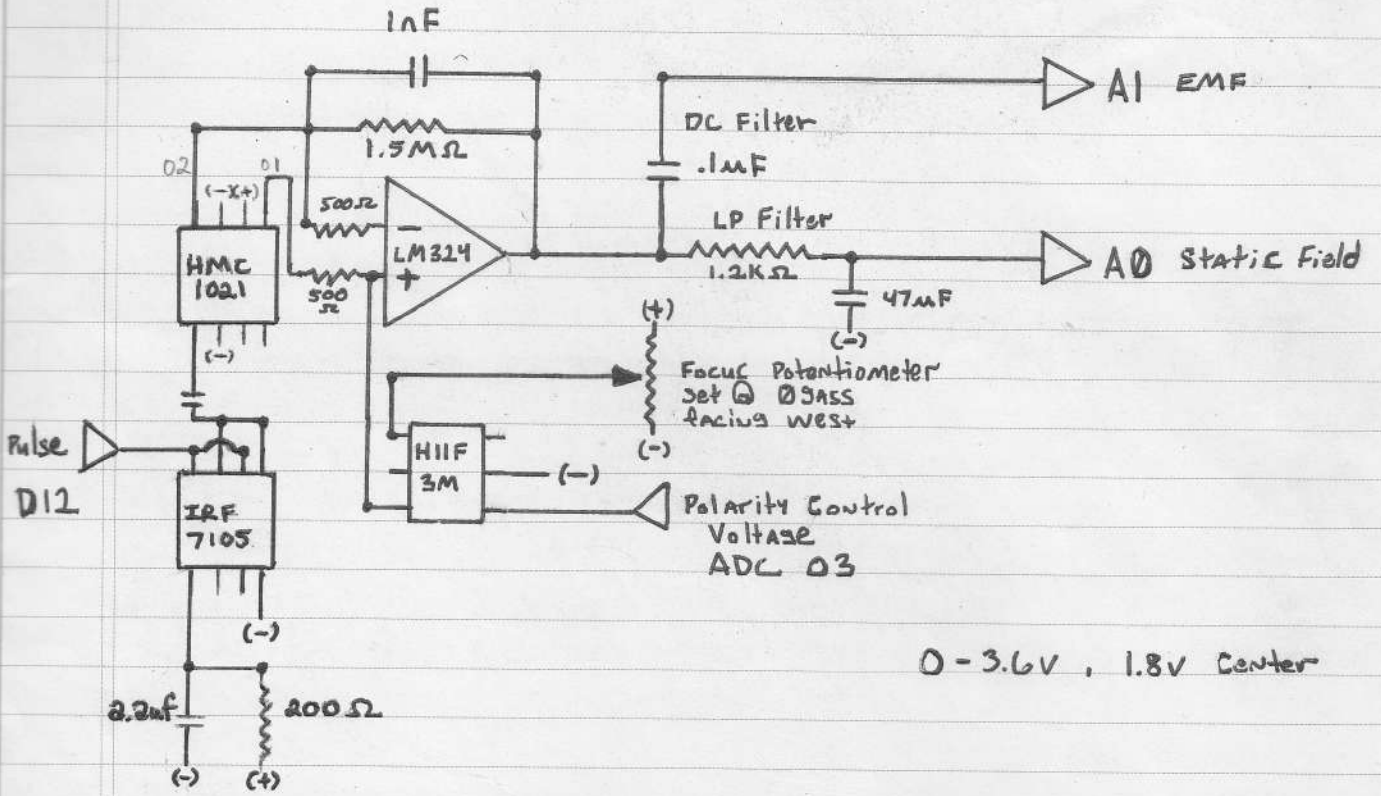 1nF
A1 EMF
DC Filter
.1uF
1.5MΩ
O2
O1
(-)(+)
500Ω
LP Filter
-
LM324
+
1.2KΩ
A0 Static Field
HMC
1021
500
Ω
47uF
(-)
(+)
(-)
Focus Potentiometer
set @ 0 gass
facing west
(-)
Pulse
D12
H11F
3M
(-)
IRF
7105
Polarity Control
Voltage
ADC 03
(-)
0-3.6V, 1.8V Center
2.2uf
200Ω
(-)
(+)